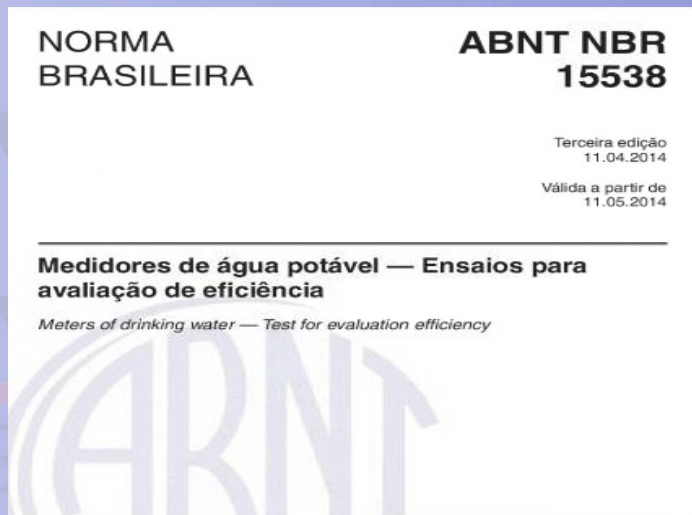 NORMA
BRASILEIRA
ABNT NBR
15538
Terceira edição
11.04.2014
Válida a partir de
11.05.2014
Medidores de água potável — Ensaios para
avaliação de eficiência
Meters of drinking water — Test for evaluation efficiency
ABNT